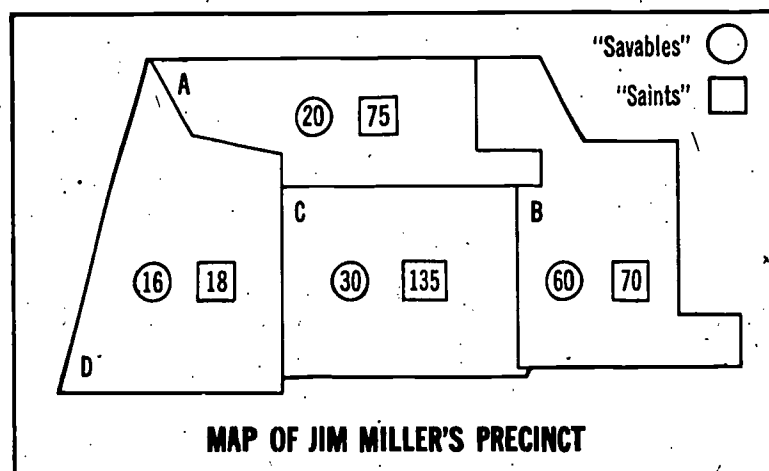 "Savables"
"Saints"
A
20 75
C
B
16 18
30 135
60 70
D
MAP OF JIM MILLER'S PRECINCT